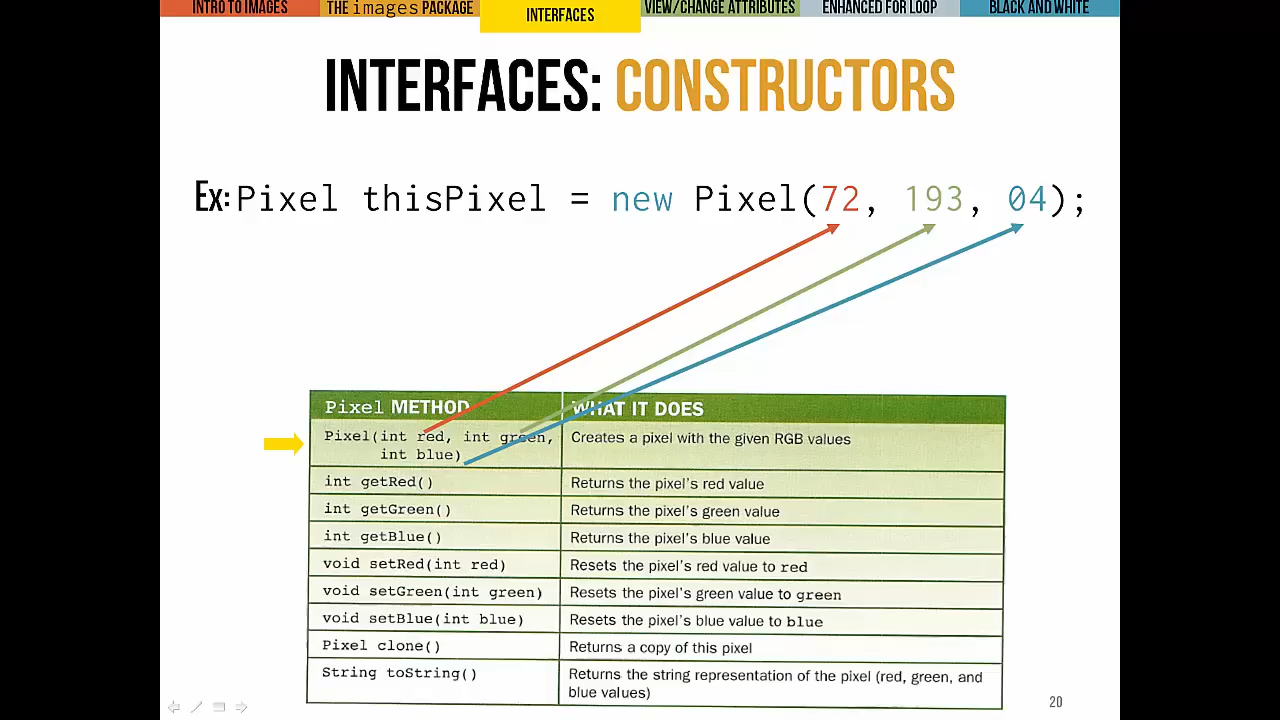 INTRO TO IMAGES
THE images PACKAGE
INTERFACES
VIEW/CHANGE ATTRIBUTES
ENHANCED FOR LOOP
BLACK AND WHITE
INTERFACES: CONSTRUCTORS
Ex: Pixel thisPixel = new Pixel(72, 193, 04);
Pixel METHOD
WHAT IT DOES
Pixel(int red, int green,
int blue)
Creates a pixel with the given RGB values
int getRed()
Returns the pixel's red value
int getGreen()
Returns the pixel's green value
int getBlue()
Returns the pixel's blue value
void setRed(int red)
Resets the pixel's red value to red
void setGreen(int green)
Resets the pixel's green value to green
void setBlue(int blue)
Resets the pixel's blue value to blue
Pixel clone()
Returns a copy of this pixel
String toString()
Returns the string representation of the pixel (red, green, and
blue values)
20